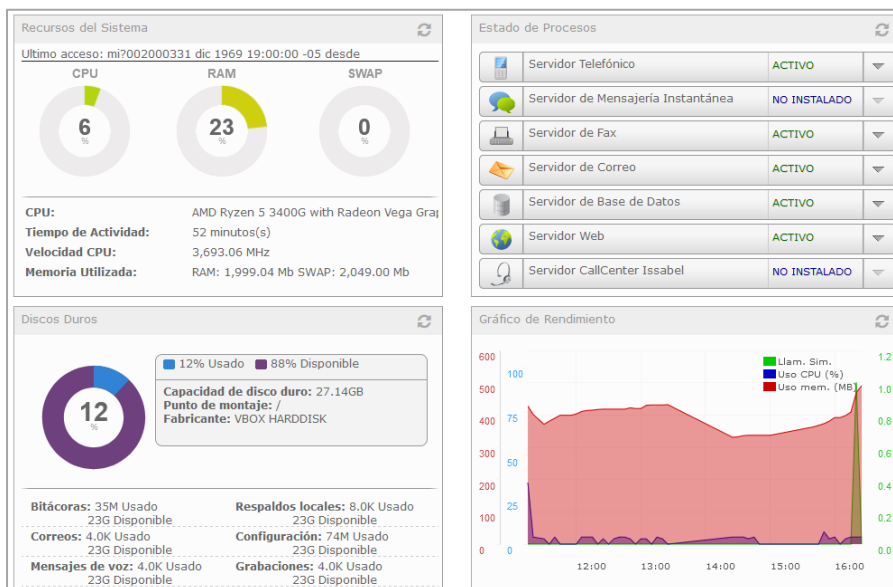 Recursos del Sistema
Ultimo acceso: mi?002000331 dic 1969 19:00:00 -05 desde
CPU RAM SWAP
6 % 23 % 0 %
CPU: AMD Ryzen 5 3400G with Radeon Vega Grap
Tiempo de Actividad: 52 minutos(s)
Velocidad CPU: 3,693.06 MHz
Memoria Utilizada: RAM: 1,999.04 Mb SWAP: 2,049.00 Mb
Estado de Procesos
Servidor Telefónico ACTIVO
Servidor de Mensajería Instantánea NO INSTALADO
Servidor de Fax ACTIVO
Servidor de Correo ACTIVO
Servidor de Base de Datos ACTIVO
Servidor Web ACTIVO
Servidor CallCenter Issabel NO INSTALADO
Discos Duros
12 %
12% Usado 88% Disponible
Capacidad de disco duro: 27.14GB
Punto de montaje: /
Fabricante: VBOX HARDDISK
Bitácoras: 35M Usado Respaldos locales: 8.0K Usado
23G Disponible 23G Disponible
Correos: 4.0K Usado Configuración: 74M Usado
23G Disponible 23G Disponible
Mensajes de voz: 4.0K Usado Grabaciones: 4.0K Usado
23G Disponible 23G Disponible
Gráfico de Rendimiento
Llam. Sim.
Uso CPU (%)
Uso mem. (MB)
600 1.2
100
500 1.0
400 0.8
75
300 0.6
50
200 0.4
25
100 0.2
0 0 0.0
12:00 13:00 14:00 15:00 16:00